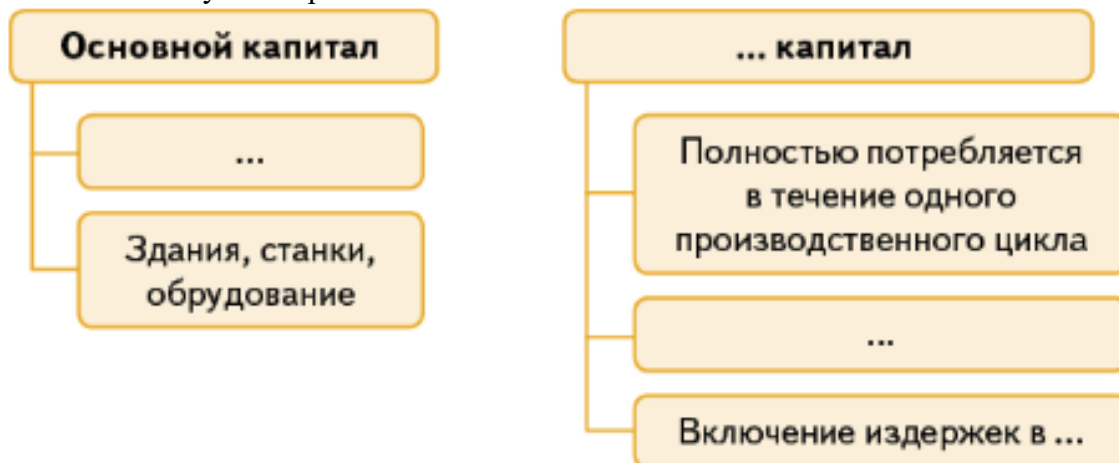 Основной капитал
...
Здания, станки,
обрудование
... капитал
Полностью потребляется
в течение одного
производственного цикла
...
Включение издержек в ...